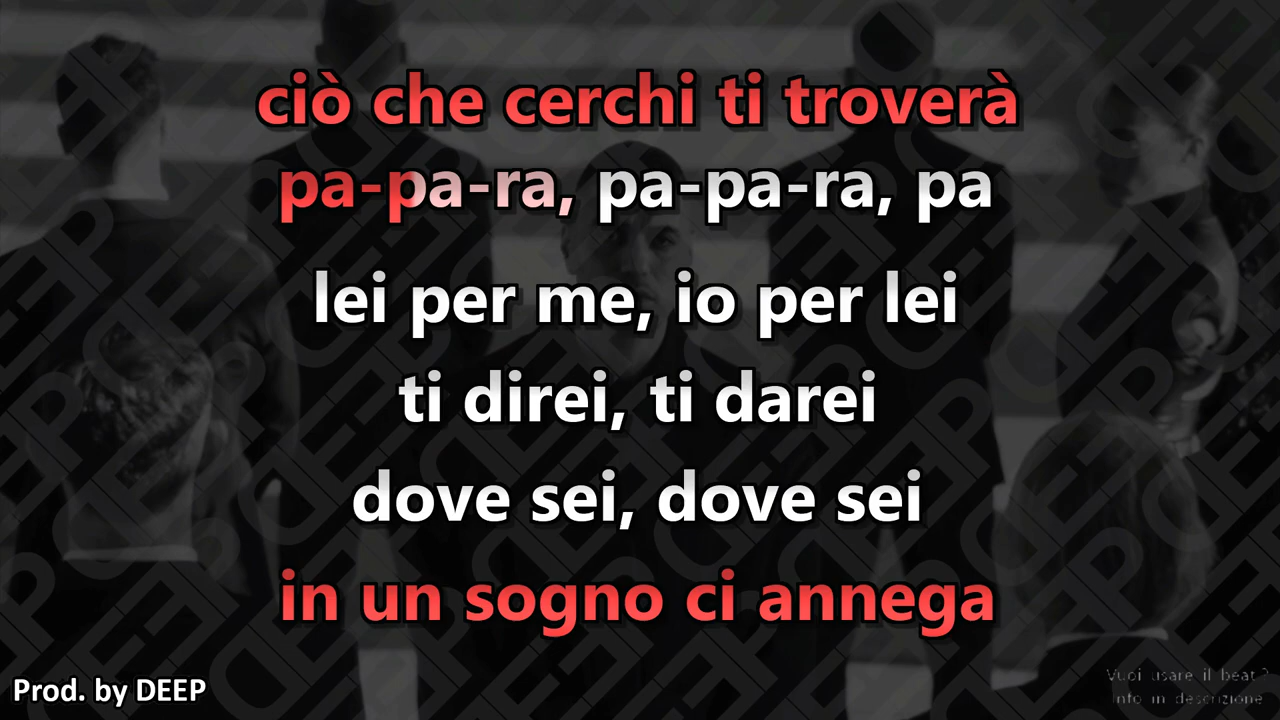 ciò che cerchi ti troverà
pa-pa-ra, pa-pa-ra, pa
lei per me, io per lei
ti direi, ti darei
dove sei, dove sei
in un sogno ci annega
Prod. by DEEP
Vuoi usare il beat ?
info in descrizione